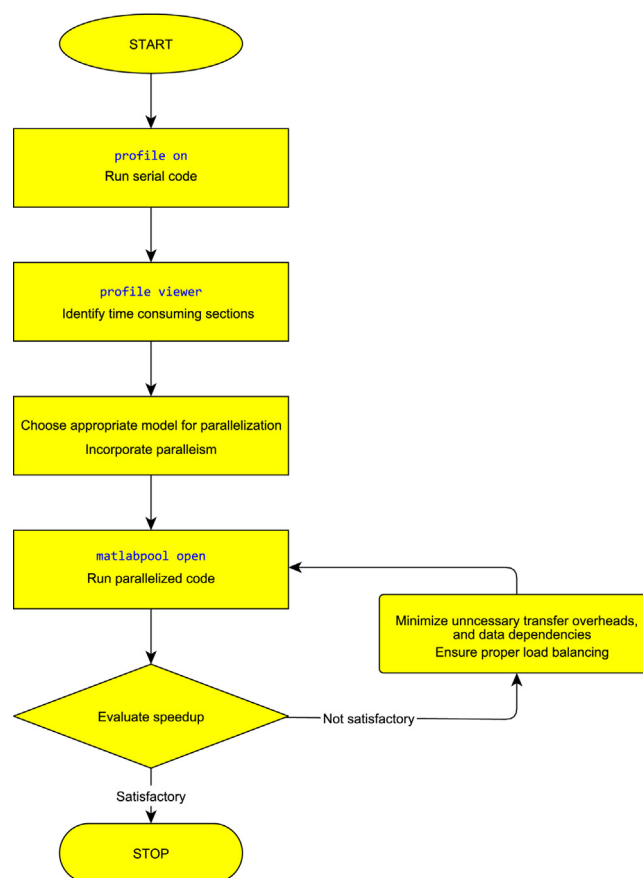 START
profile on
Run serial code
profile viewer
Identify time consuming sections
Choose appropriate model for parallelization
Incorporate paralleism
matlabpool open
Run parallelized code
Minimize unncessary transfer overheads,
and data dependencies
Ensure proper load balancing
Evaluate speedup
Not satisfactory
Satisfactory
STOP